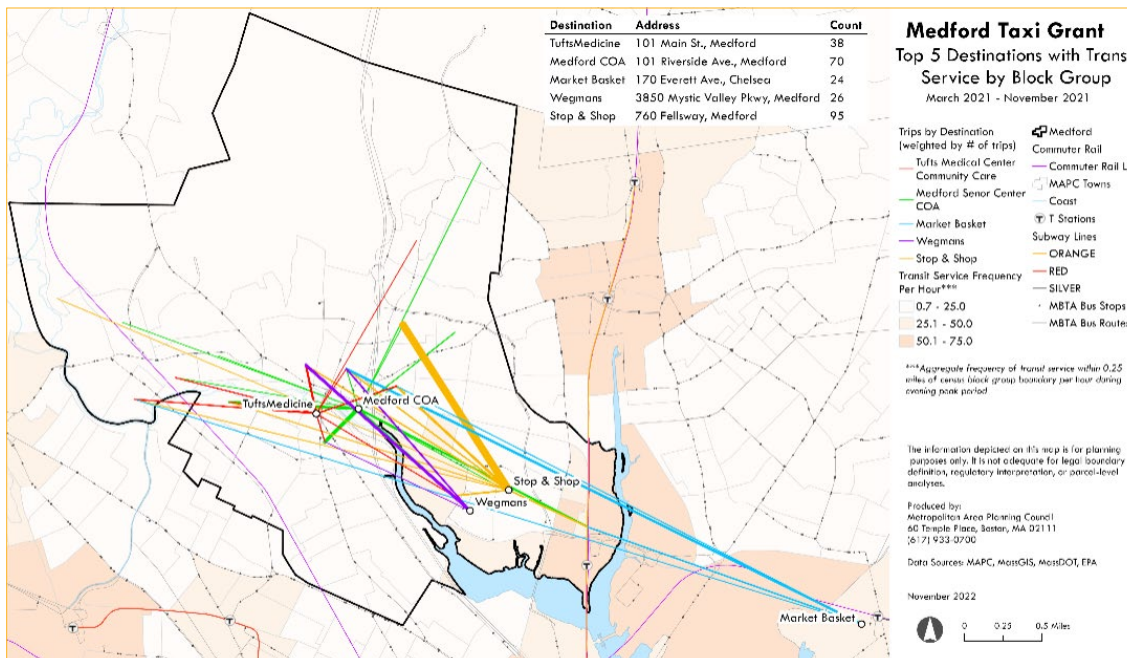 Destination Address Count
TuftsMedicine 101 Main St., Medford 38
Medford COA 101 Riverside Ave., Medford 70
Market Basket 170 Everett Ave., Chelsea 24
Wegmans 3850 Mystic Valley Pkwy, Medford 26
Stop & Shop 760 Fellsway, Medford 95
Medford Taxi Grant
Top 5 Destinations with Trans
Service by Block Group
March 2021 - November 2021
Trips by Destination
(weighted by # of trips)
Tufts Medical Center
Community Care
Medford Senor Center
COA
Market Basket
Wegmans
Stop & Shop
Transit Service Frequency
Per Hour***
0.7 - 25.0
25.1 - 50.0
50.1 - 75.0
Medford
Commuter Rail
Commuter Rail L
MAPC Towns
Coast
T T Stations
Subway Lines
ORANGE
RED
SILVER
MBTA Bus Stops
MBTA Bus Route
***Aggregate frequency of transit service within 0.25
miles of census block group boundary per hour during
evening peak period
The information depicted on this map is for planning
purposes only. It is not adequate for legal boundary
definition, regulatory interpretation, or parcel-level
analyses.
Produced by:
Metropolitan Area Planning Council
60 Temple Place, Boston, MA 02111
(617) 933-0700
Data Sources: MAPC, MassGIS, MassDOT, EPA
November 2022
0 0.25 0.5 Miles
TuftsMedicine
Medford COA
Stop & Shop
Wegmans
Market Basket
T
T
T
T
T
T